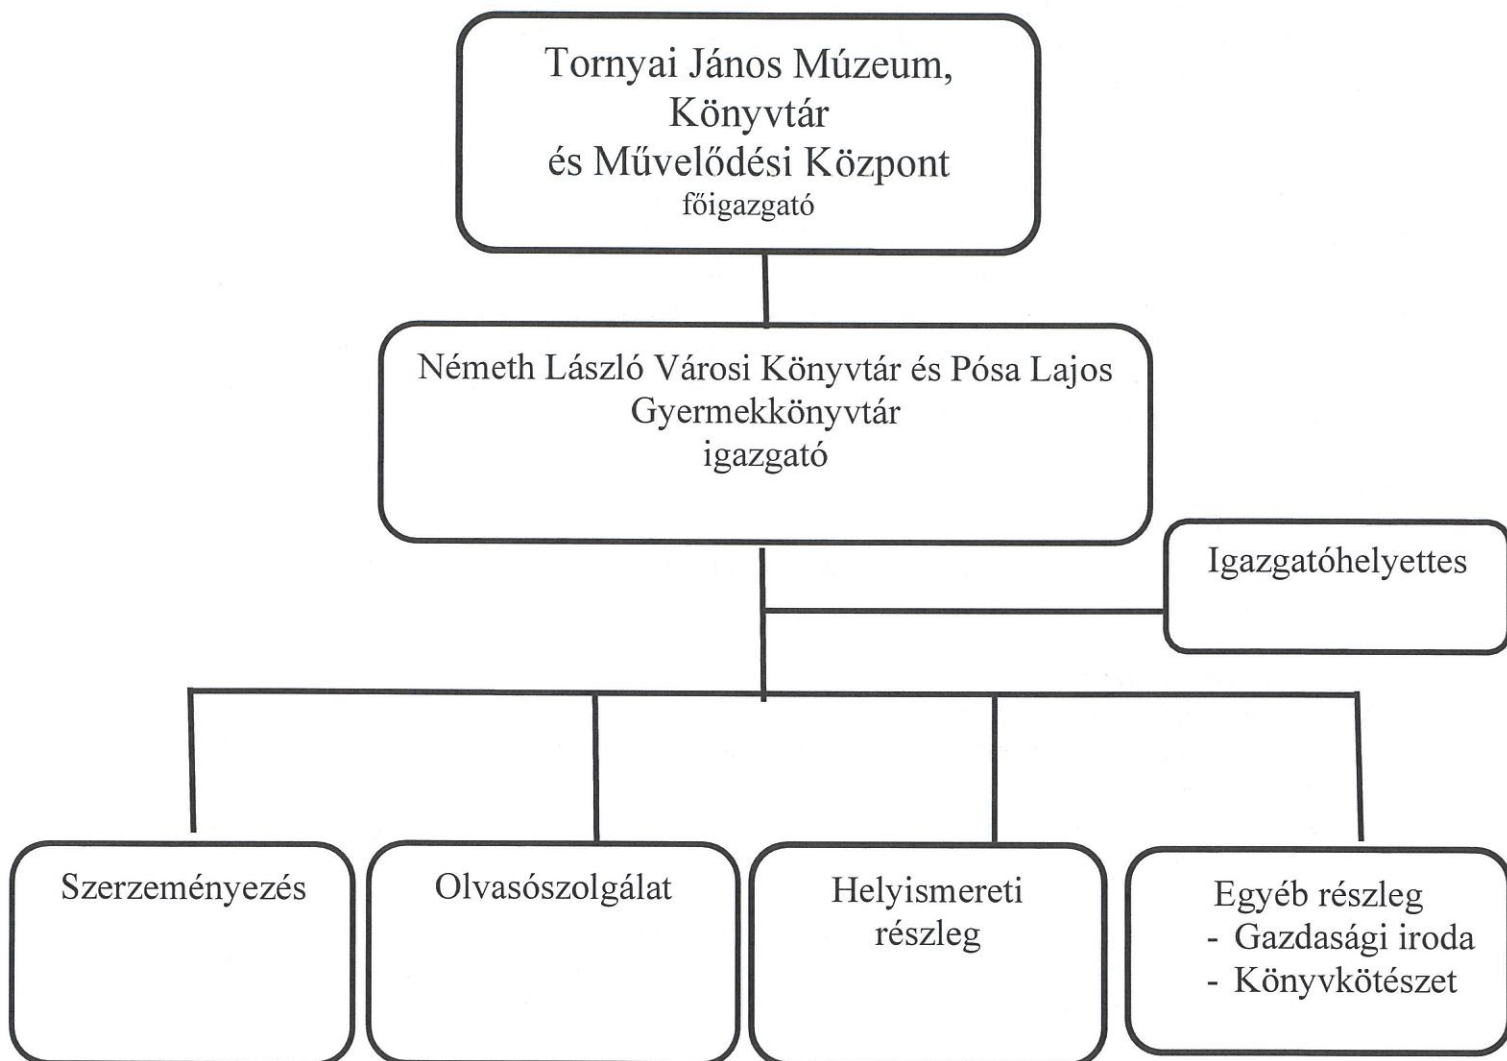 Tornyai János Múzeum,
Könyvtár
és Művelődési Központ
főigazgató
Németh László Városi Könyvtár és Pósa Lajos
Gyermekkönyvtár
igazgató
Igazgatóhelyettes
Szerzeményezés
Olvasószolgálat
Helyismereti
részleg
Egyéb részleg
- Gazdasági iroda
- Könyvkötészet